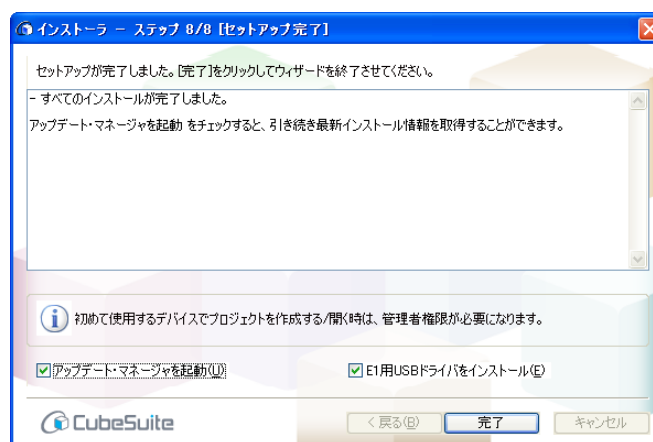 インストーラ － ステップ 8/8 [セットアップ完了]
セットアップが完了しました。[完了]をクリックしてウィザードを終了させてください。
- すべてのインストールが完了しました。
アップデート・マネージャを起動 をチェックすると、引き続き最新インストール情報を取得することができます。
初めて使用するデバイスでプロジェクトを作成する/開く時は、管理者権限が必要になります。
アップデート・マネージャを起動(U)
E1用USBドライバをインストール(E)
CubeSuite
< 戻る(B)
完了
キャンセル